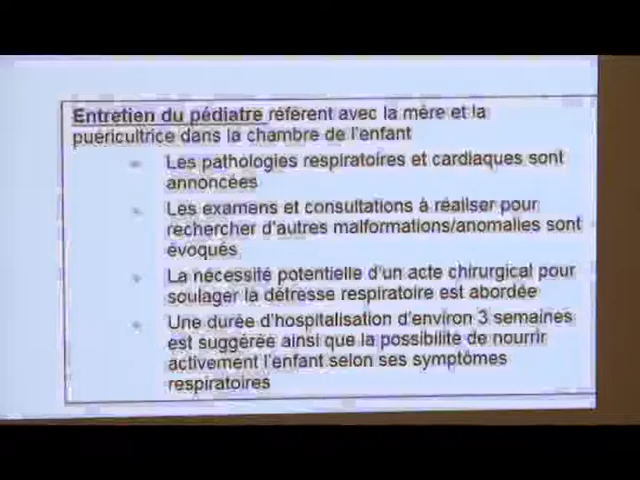 Entretien du pédiatre référent avec la mère et la
puéricultrice dans la chambre de l'enfant
Les pathologies respiratoires et cardiaques sont
annoncées
Les examens et consultations à réaliser pour
rechercher d'autres malformations/anomalies sont
évoqués
La nécessité potentielle d'un acte chirurgical pour
soulager la détresse respiratoire est abordée
Une durée d'hospitalisation d'environ 3 semaines
est suggérée ainsi que la possibilité de nourrir
activement l'enfant selon ses symptômes
respiratoires